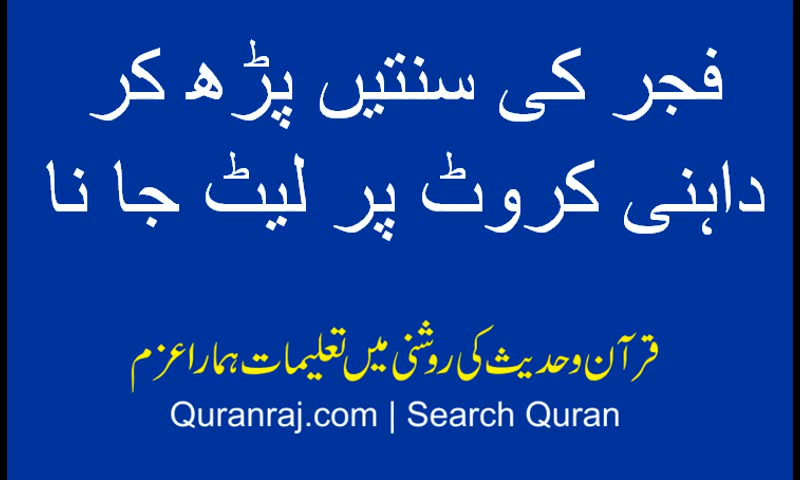 فجر کی سنتیں پڑھ کر
داہنی کروٹ پر لیٹ جا نا
قرآن و حدیث کی روشنی میں تعلیمات ہمارا عزم
Quranraj.com | Search Quran